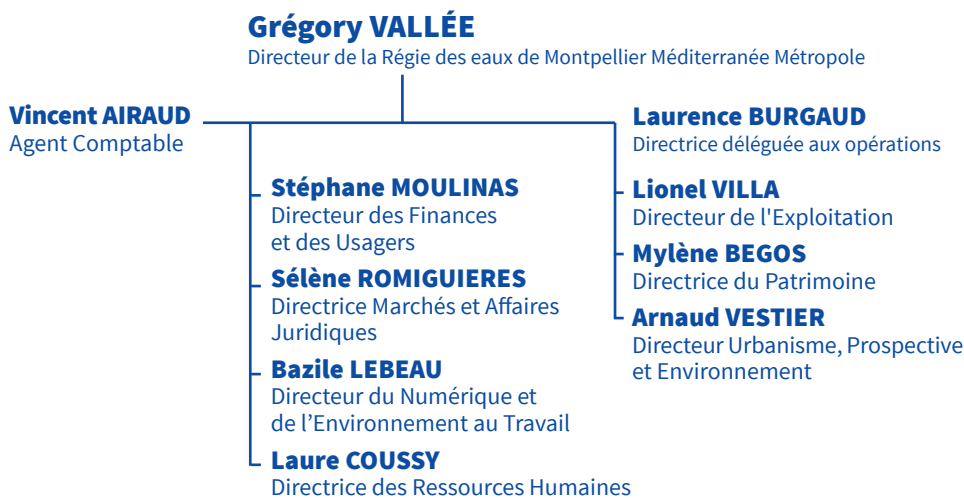 Grégory VALLÉE
Directeur de la Régie des eaux de Montpellier Méditerranée Métropole
Vincent AIRAUD
Agent Comptable
Stéphane MOULINAS
Directeur des Finances
et des Usagers
Sélène ROMIGUIERES
Directrice Marchés et Affaires
Juridiques
Bazile LEBEAU
Directeur du Numérique et
de l’Environnement au Travail
Laure COUSSY
Directrice des Ressources Humaines
Laurence BURGAUD
Directrice déléguée aux opérations
Lionel VILLA
Directeur de l'Exploitation
Mylène BEGOS
Directrice du Patrimoine
Arnaud VESTIER
Directeur Urbanisme, Prospective
et Environnement